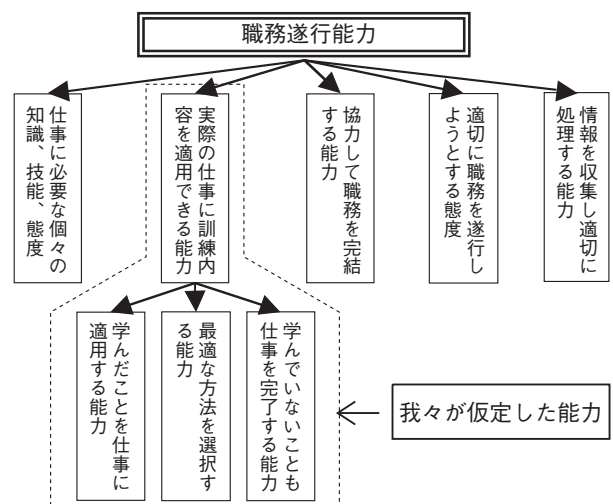 職務遂行能力
仕事に必要な個々の
知識、技能、態度
実際の仕事に訓練内
容を適用できる能力
協力して職務を完結
する能力
適切に職務を遂行し
ようとする態度
情報を収集し適切に
処理する能力
学んだことを仕事に
適用する能力
最適な方法を選択す
る能力
学んでいないことも
仕事を完了する能力
我々が仮定した能力